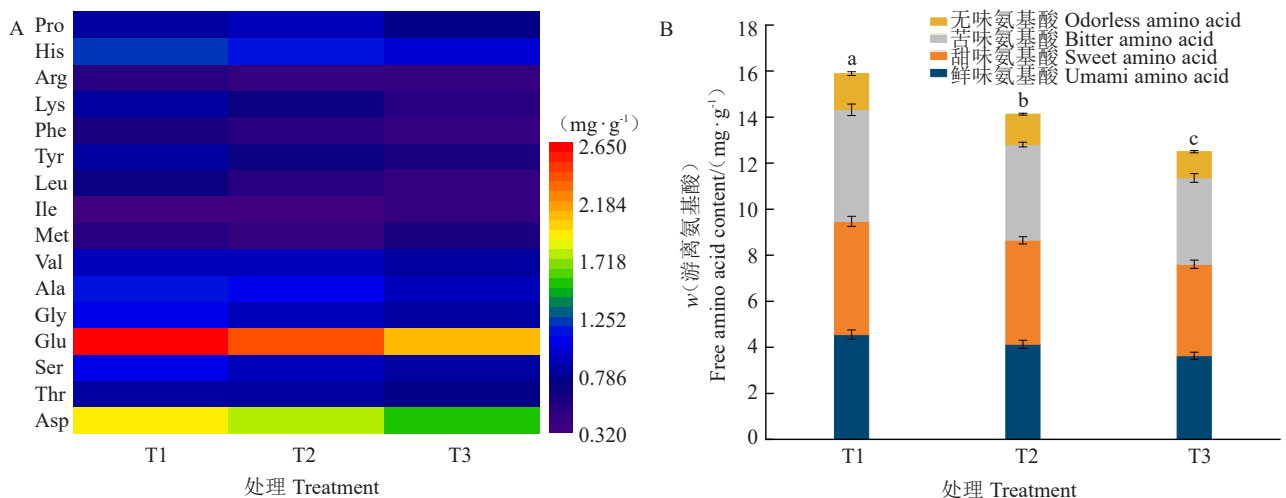 A
Pro
His
Arg
Lys
Phe
Tyr
Leu
Ile
Met
Val
Ala
Gly
Glu
Ser
Thr
Asp
T1 T2 T3
处理 Treatment
(mg·g⁻¹)
2.650
2.184
1.718
1.252
0.786
0.320
B
无味氨基酸 Odorless amino acid
苦味氨基酸 Bitter amino acid
甜味氨基酸 Sweet amino acid
鲜味氨基酸 Umami amino acid
w(游离氨基酸)
Free amino acid content/(mg·g⁻¹)
18
16
14
12
10
8
6
4
2
0
a
b
c
T1 T2 T3
处理 Treatment